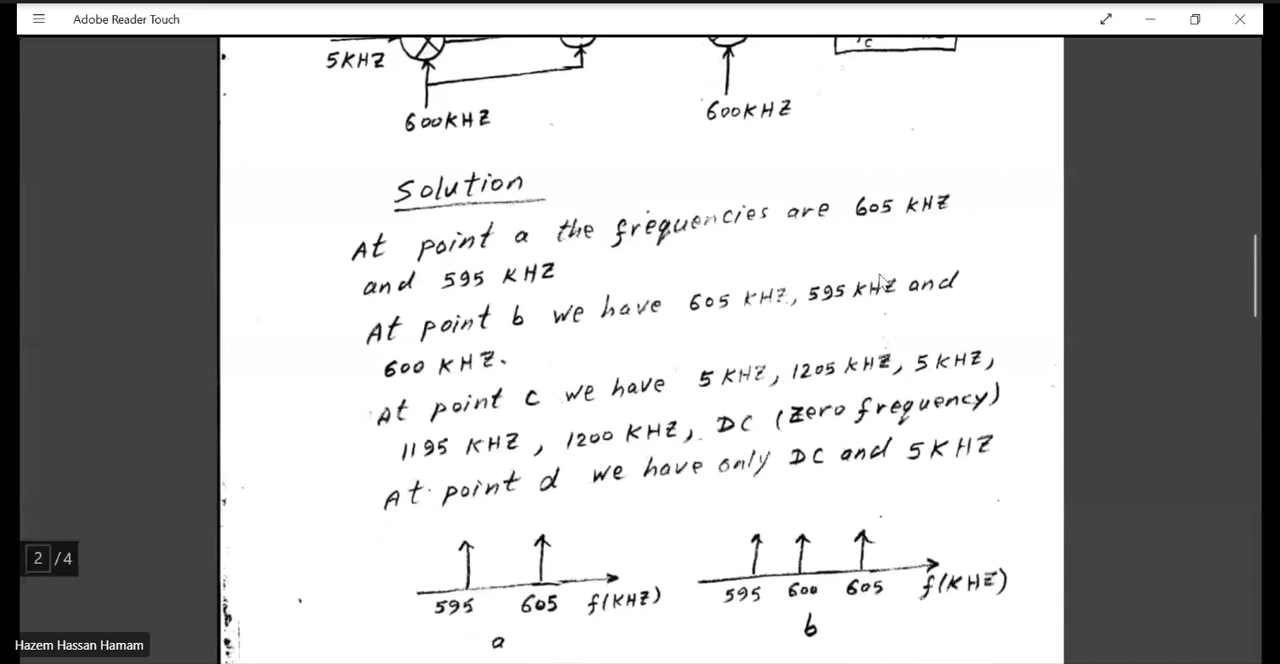 Adobe Reader Touch
5KHZ
600KHZ
600KHZ
Solution
At point a the frequencies are 605 KHZ
and 595 KHZ
At point b we have 605 KHZ, 595 KHZ and
600 KHZ.
At point c we have 5 KHZ, 1205 KHZ, 5 KHZ,
1195 KHZ, 1200 KHZ, DC (Zero frequency)
At point d we have only DC and 5KHZ
595 605 f(KHZ)
a
595 600 605 f(KHZ)
b
2 / 4
Hazem Hassan Hamam